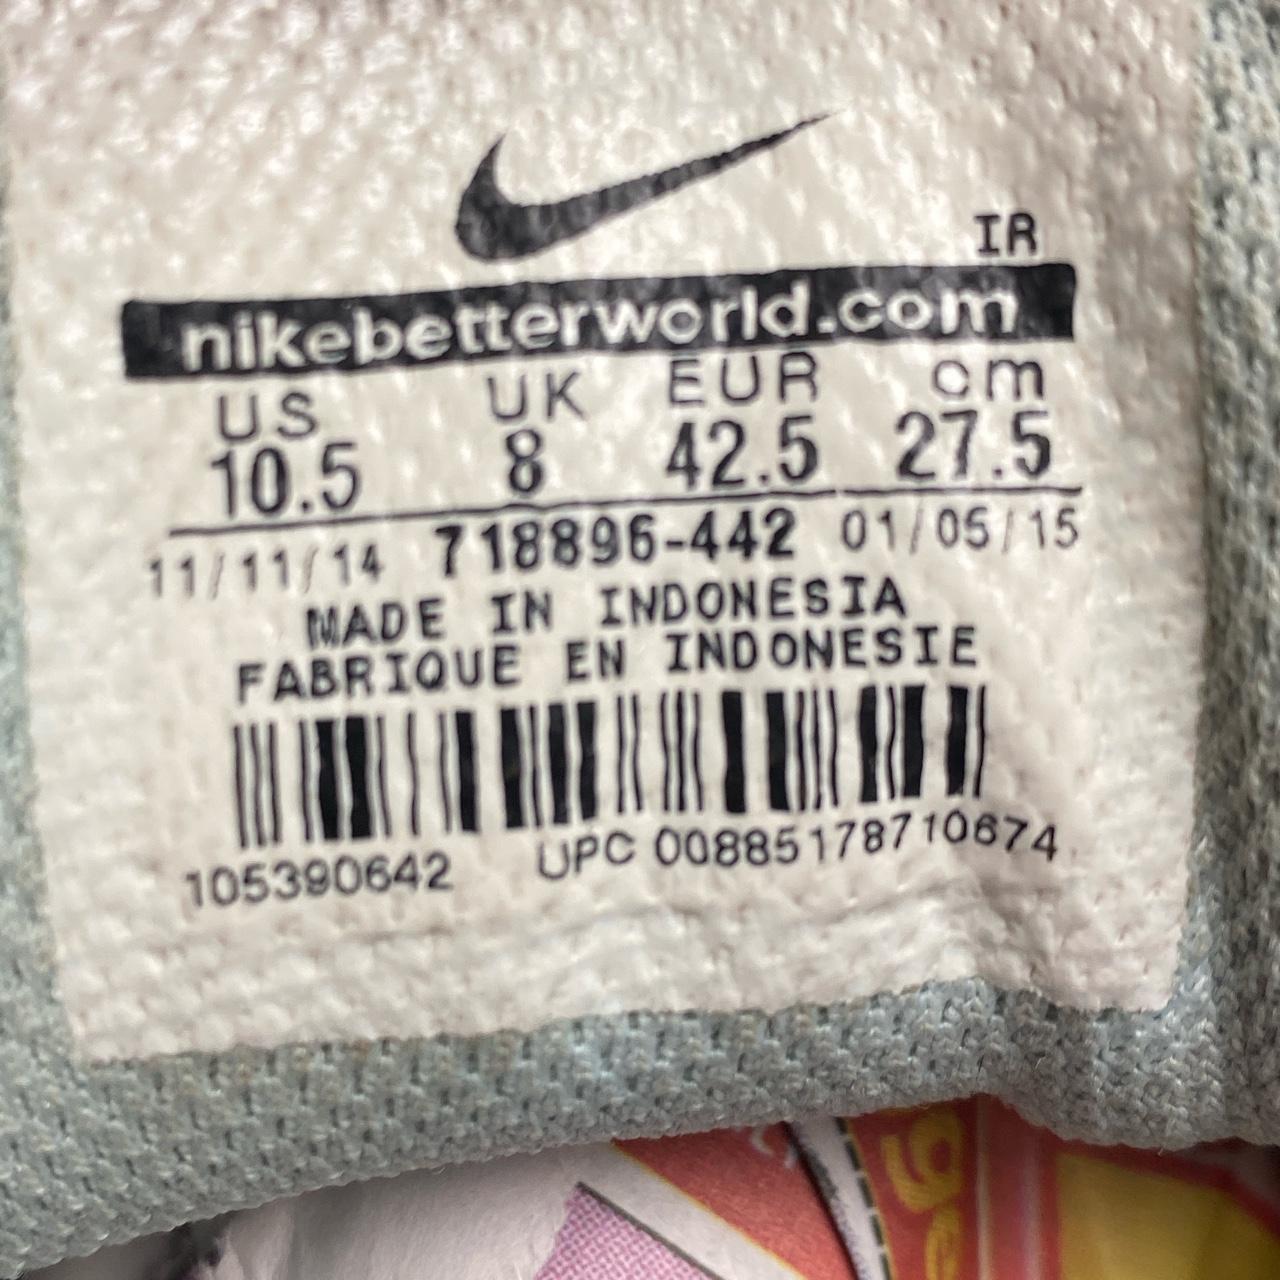 IR
nikebetterworld.com
US UK EUR cm
10.5 8 42.5 27.5
11/11/14 718896-442 01/05/15
MADE IN INDONESIA
FABRIQUE EN INDONESIE
105390642 UPC 00885178710674
ge